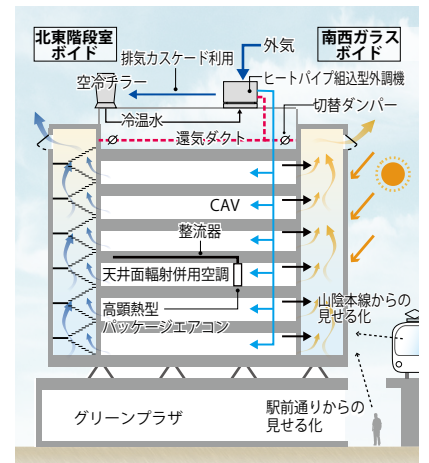 北東階段室
ボイド
排気カスケード利用
外気
南西ガラス
ボイド
空冷チラー
ヒートパイプ組込型外調機
冷温水
切替ダンパー
還気ダクト
CAV
整流器
天井面輻射併用空調
高顕熱型
パッケージエアコン
山陰本線からの
見せる化
グリーンプラザ
駅前通りからの
見せる化